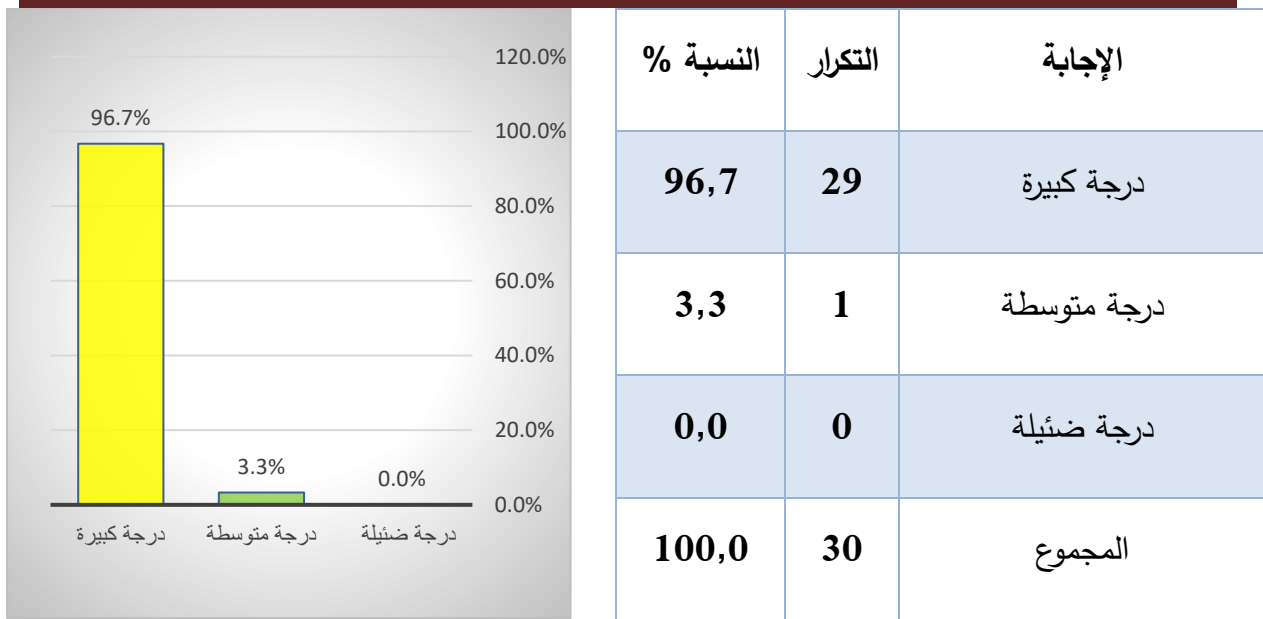 الإجابة التكرار النسبة %
درجة كبيرة 29 96,7
درجة متوسطة 1 3,3
درجة ضئيلة 0 0,0
المجموع 30 100,0
120.0%
100.0%
80.0%
60.0%
40.0%
20.0%
0.0%
96.7%
3.3%
0.0%
درجة ضئيلة درجة متوسطة درجة كبيرة